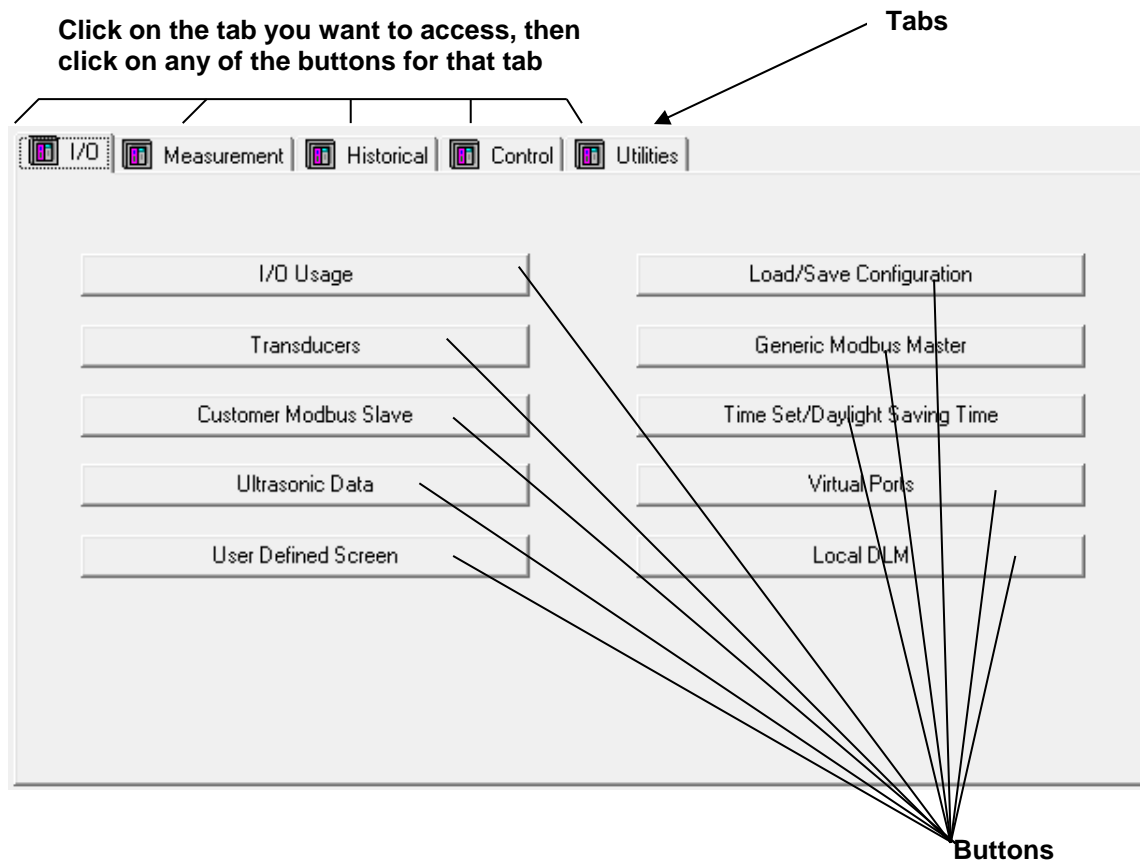 Click on the tab you want to access, then
click on any of the buttons for that tab
Tabs
I/O
Measurement
Historical
Control
Utilities
I/O Usage
Load/Save Configuration
Transducers
Generic Modbus Master
Customer Modbus Slave
Time Set/Daylight Saving Time
Ultrasonic Data
Virtual Ports
User Defined Screen
Local DLM
Buttons